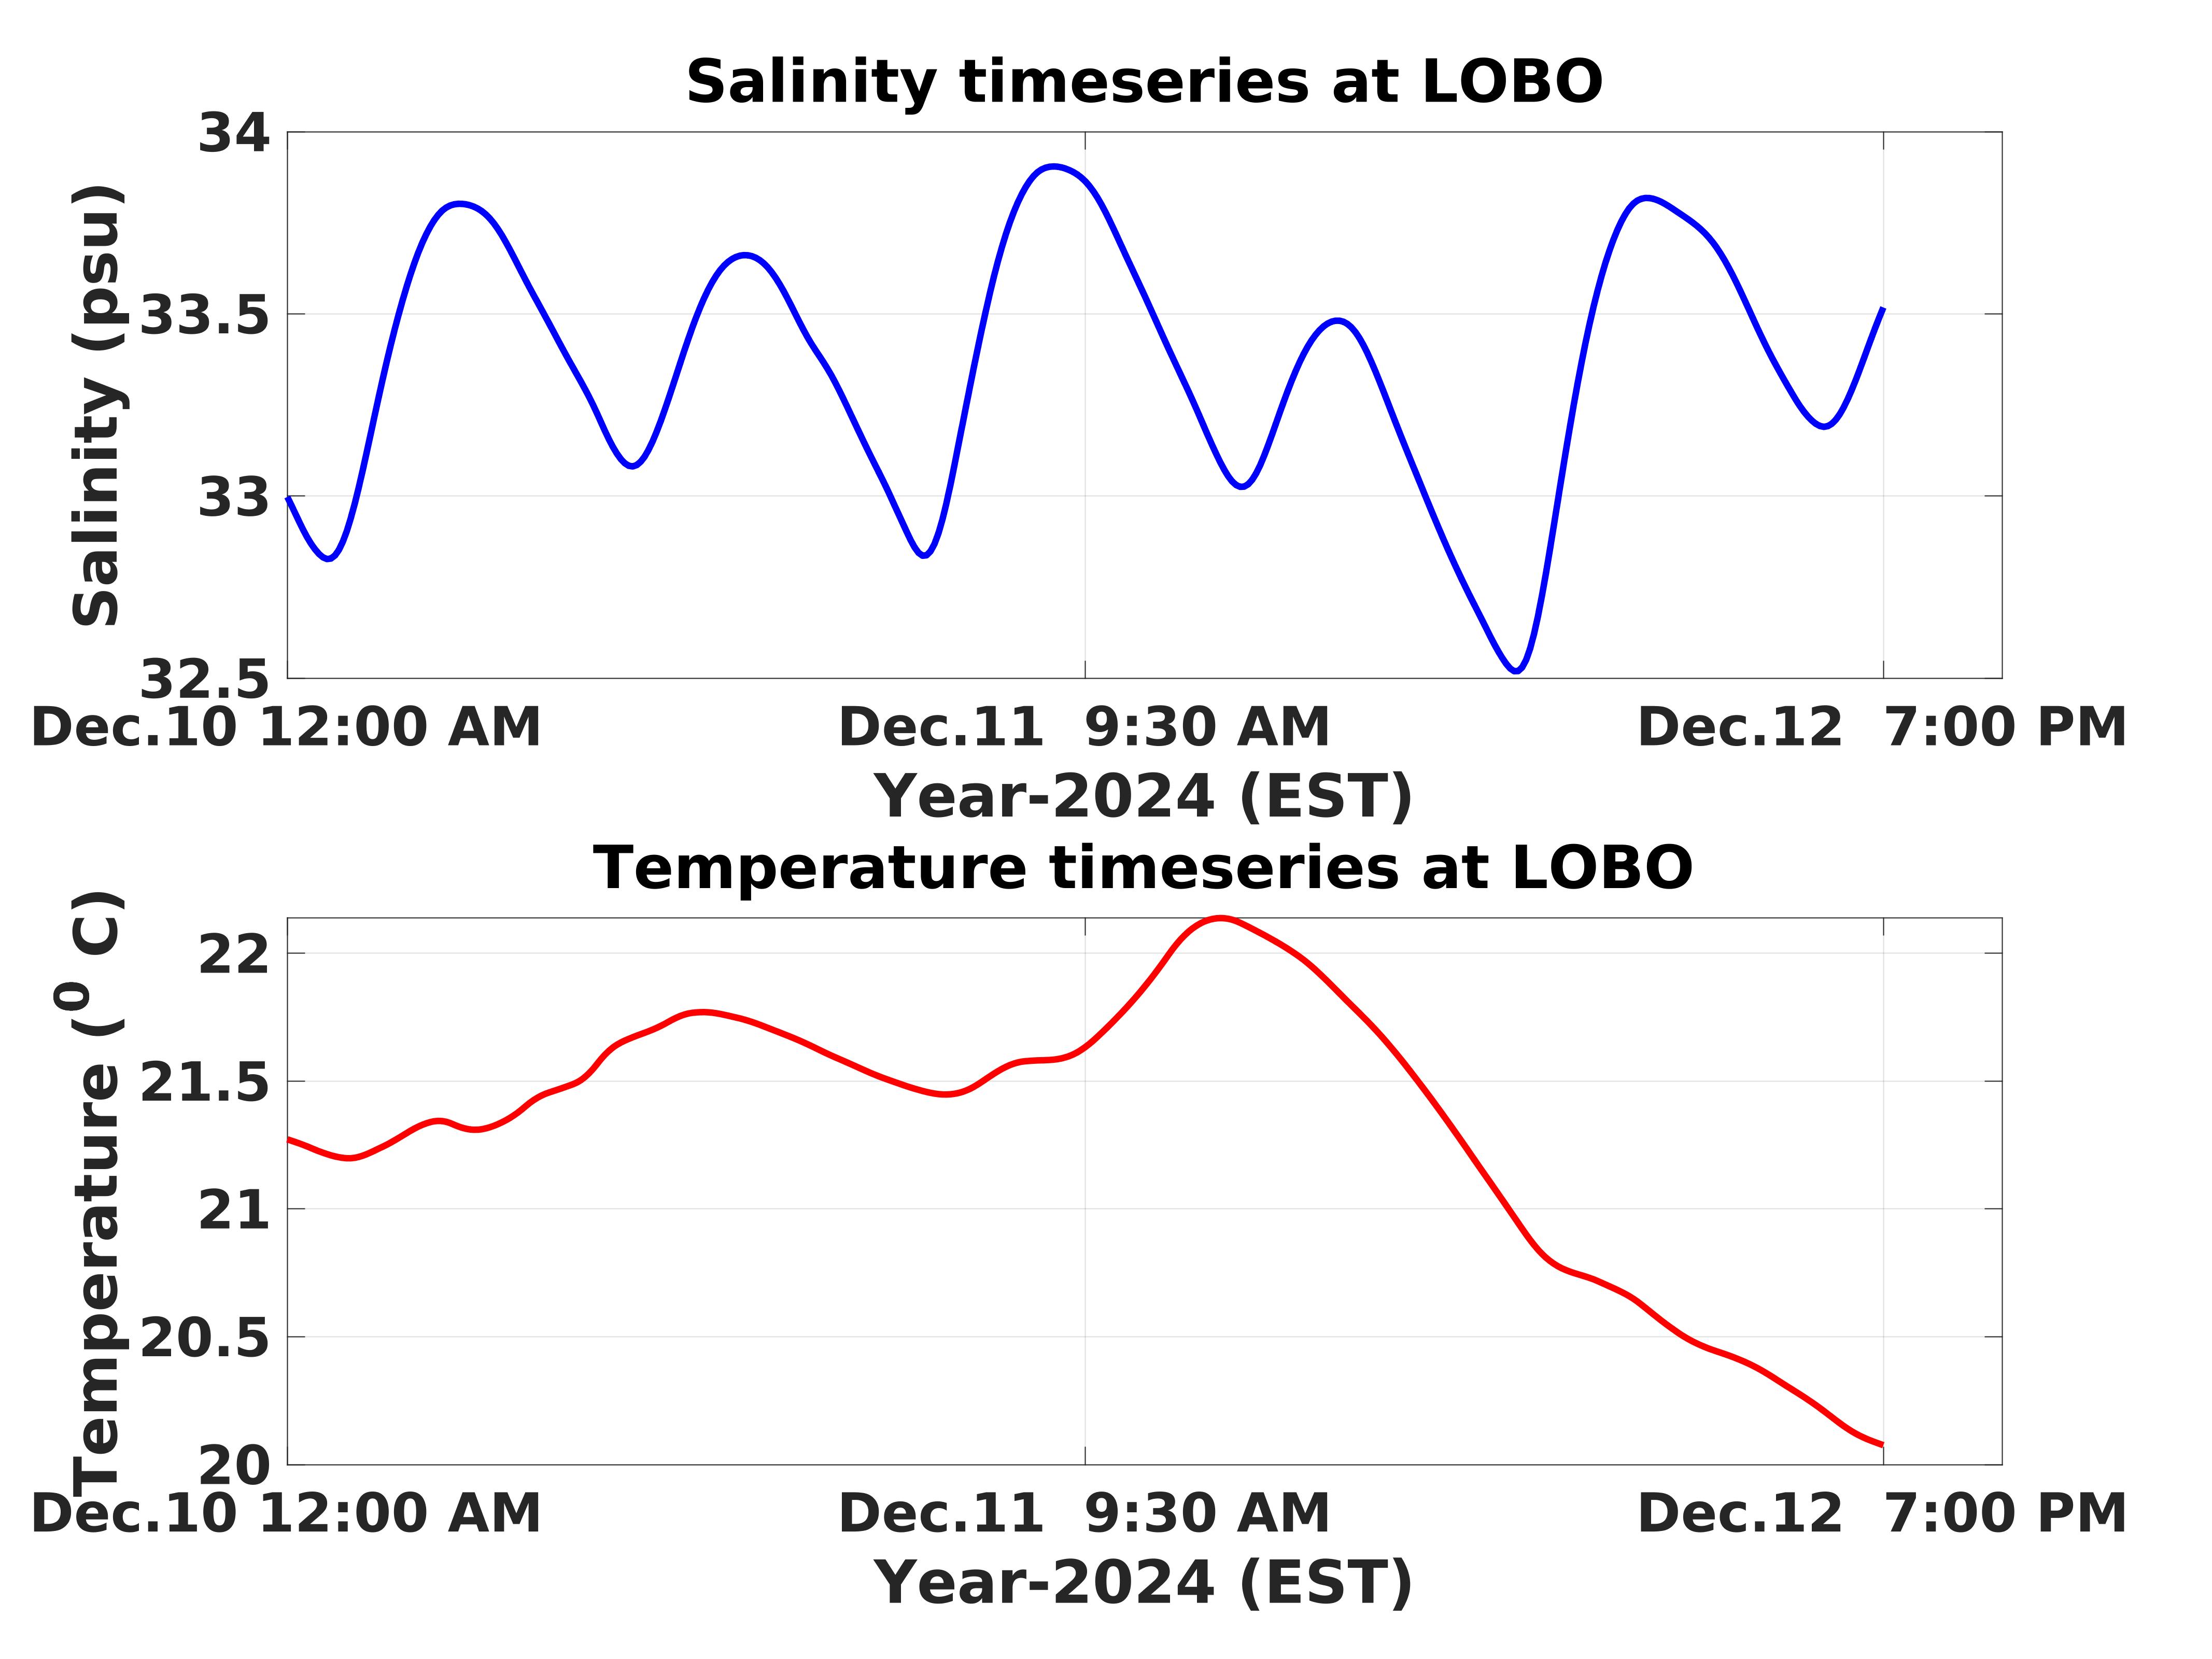 Salinity timeseries at LOBO
Salinity (psu)
34
33.5
33
32.5
Dec.10 12:00 AM
Dec.11  9:30 AM
Dec.12  7:00 PM
Year-2024 (EST)
Temperature timeseries at LOBO
Temperature (⁰ C)
22
21.5
21
20.5
20
Dec.10 12:00 AM
Dec.11  9:30 AM
Dec.12  7:00 PM
Year-2024 (EST)